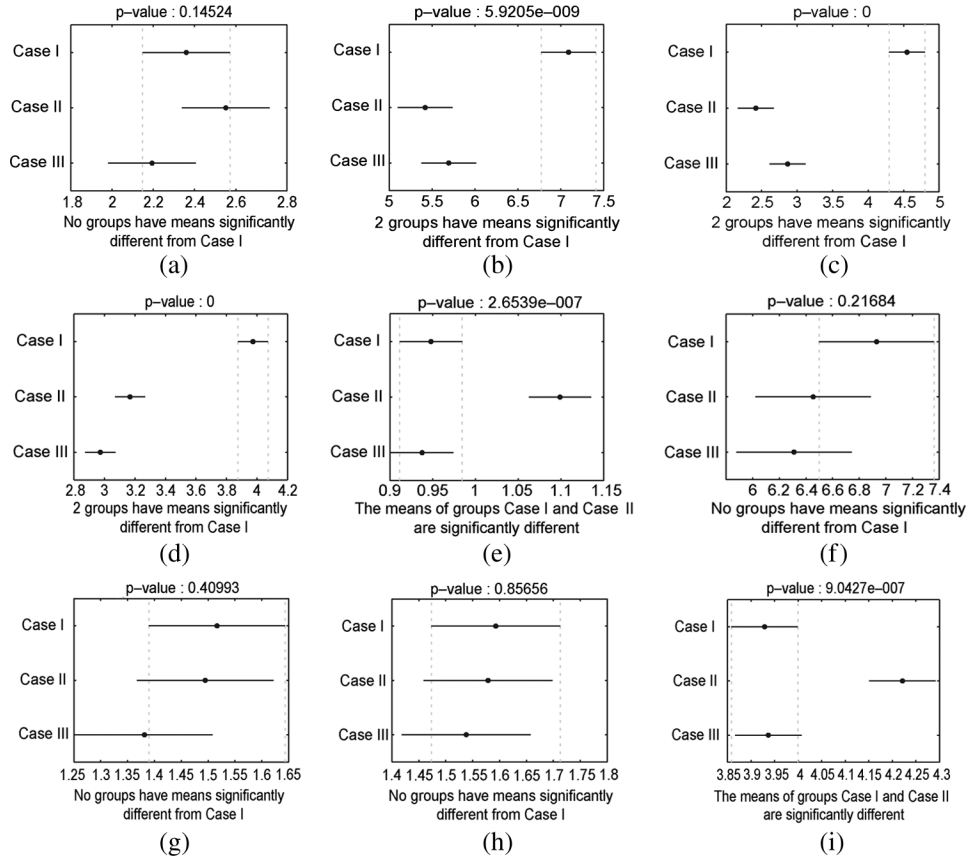 p–value : 0.14524
Case I
Case II
Case III
1.8 2 2.2 2.4 2.6 2.8
No groups have means significantly
different from Case I
(a)
p–value : 5.9205e–009
Case I
Case II
Case III
5 5.5 6 6.5 7 7.5
2 groups have means significantly
different from Case I
(b)
p–value : 0
Case I
Case II
Case III
2 2.5 3 3.5 4 4.5 5
2 groups have means significantly
different from Case I
(c)
p–value : 0
Case I
Case II
Case III
2.8 3 3.2 3.4 3.6 3.8 4 4.2
2 groups have means significantly
different from Case I
(d)
p–value : 2.6539e–007
Case I
Case II
Case III
0.9 0.95 1 1.05 1.1 1.15
The means of groups Case I and Case II
are significantly different
(e)
p–value : 0.21684
Case I
Case II
Case III
6 6.2 6.4 6.6 6.8 7 7.2 7.4
No groups have means significantly
different from Case I
(f)
p–value : 0.40993
Case I
Case II
Case III
1.25 1.3 1.35 1.4 1.45 1.5 1.55 1.6 1.65
No groups have means significantly
different from Case I
(g)
p–value : 0.85656
Case I
Case II
Case III
1.4 1.45 1.5 1.55 1.6 1.65 1.7 1.75 1.8
No groups have means significantly
different from Case I
(h)
p–value : 9.0427e–007
Case I
Case II
Case III
3.85 3.9 3.95 4 4.05 4.1 4.15 4.2 4.25 4.3
The means of groups Case I and Case II
are significantly different
(i)